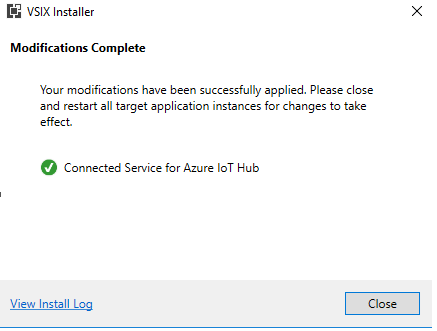 VSIX Installer
Modifications Complete
Your modifications have been successfully applied. Please close
and restart all target application instances for changes to take
effect.
Connected Service for Azure IoT Hub
View Install Log
Close